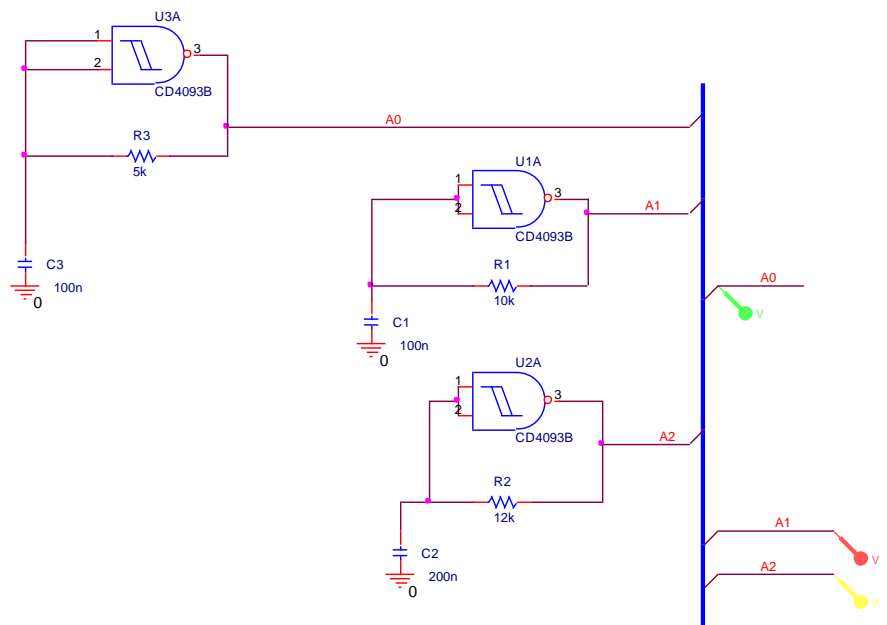 U3A
1
2
3
CD4093B
A0
R3
5k
C3
100n
0
U1A
1
2
3
CD4093B
A1
R1
10k
C1
100n
0
A0
V
U2A
1
2
3
CD4093B
A2
R2
12k
C2
200n
0
A1
V
A2
V